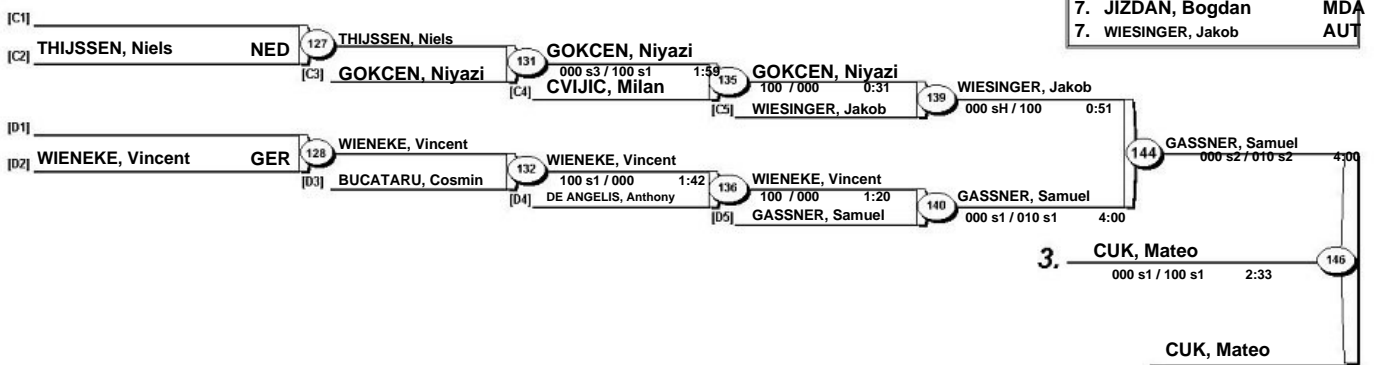 7. JIZDAN, Bogdan MDA
7. WIESINGER, Jakob AUT
[C1]
[C2] THIJSSEN, Niels NED
127
THIJSSEN, Niels
[C3] GOKCEN, Niyazi
131
GOKCEN, Niyazi
000 s3 / 100 s1 1:59
[C4] CVIJIC, Milan
135
GOKCEN, Niyazi
100 / 000 0:31
[C5] WIESINGER, Jakob
139
WIESINGER, Jakob
000 sH / 100 0:51
[D1]
[D2] WIENEKE, Vincent GER
128
WIENEKE, Vincent
[D3] BUCATARU, Cosmin
132
WIENEKE, Vincent
100 s1 / 000 1:42
[D4] DE ANGELIS, Anthony
136
WIENEKE, Vincent
100 / 000 1:20
[D5] GASSNER, Samuel
140
GASSNER, Samuel
000 s1 / 010 s1 4:00
144
GASSNER, Samuel
000 s2 / 010 s2 4:00
3. CUK, Mateo
000 s1 / 100 s1 2:33
146
CUK, Mateo